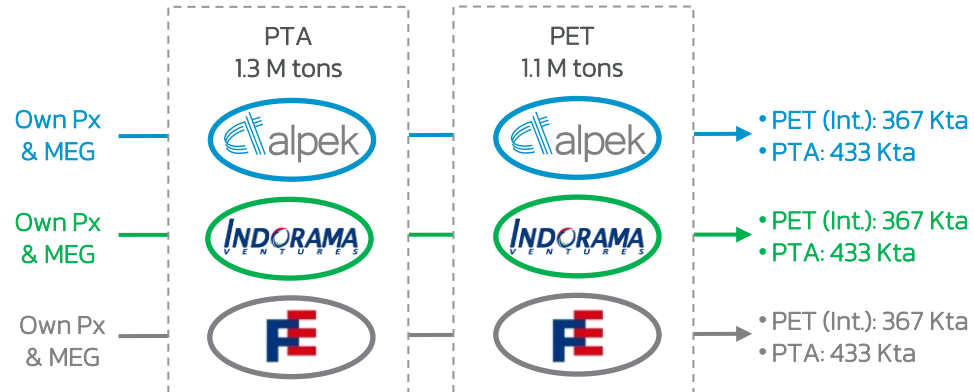 PTA
1.3 M tons
PET
1.1 M tons
Own Px
& MEG
alpek
alpek
• PET (Int.): 367 Kta
• PTA: 433 Kta
Own Px
& MEG
INDORAMA
VENTURES
INDORAMA
VENTURES
• PET (Int.): 367 Kta
• PTA: 433 Kta
Own Px
& MEG
FE
FE
• PET (Int.): 367 Kta
• PTA: 433 Kta